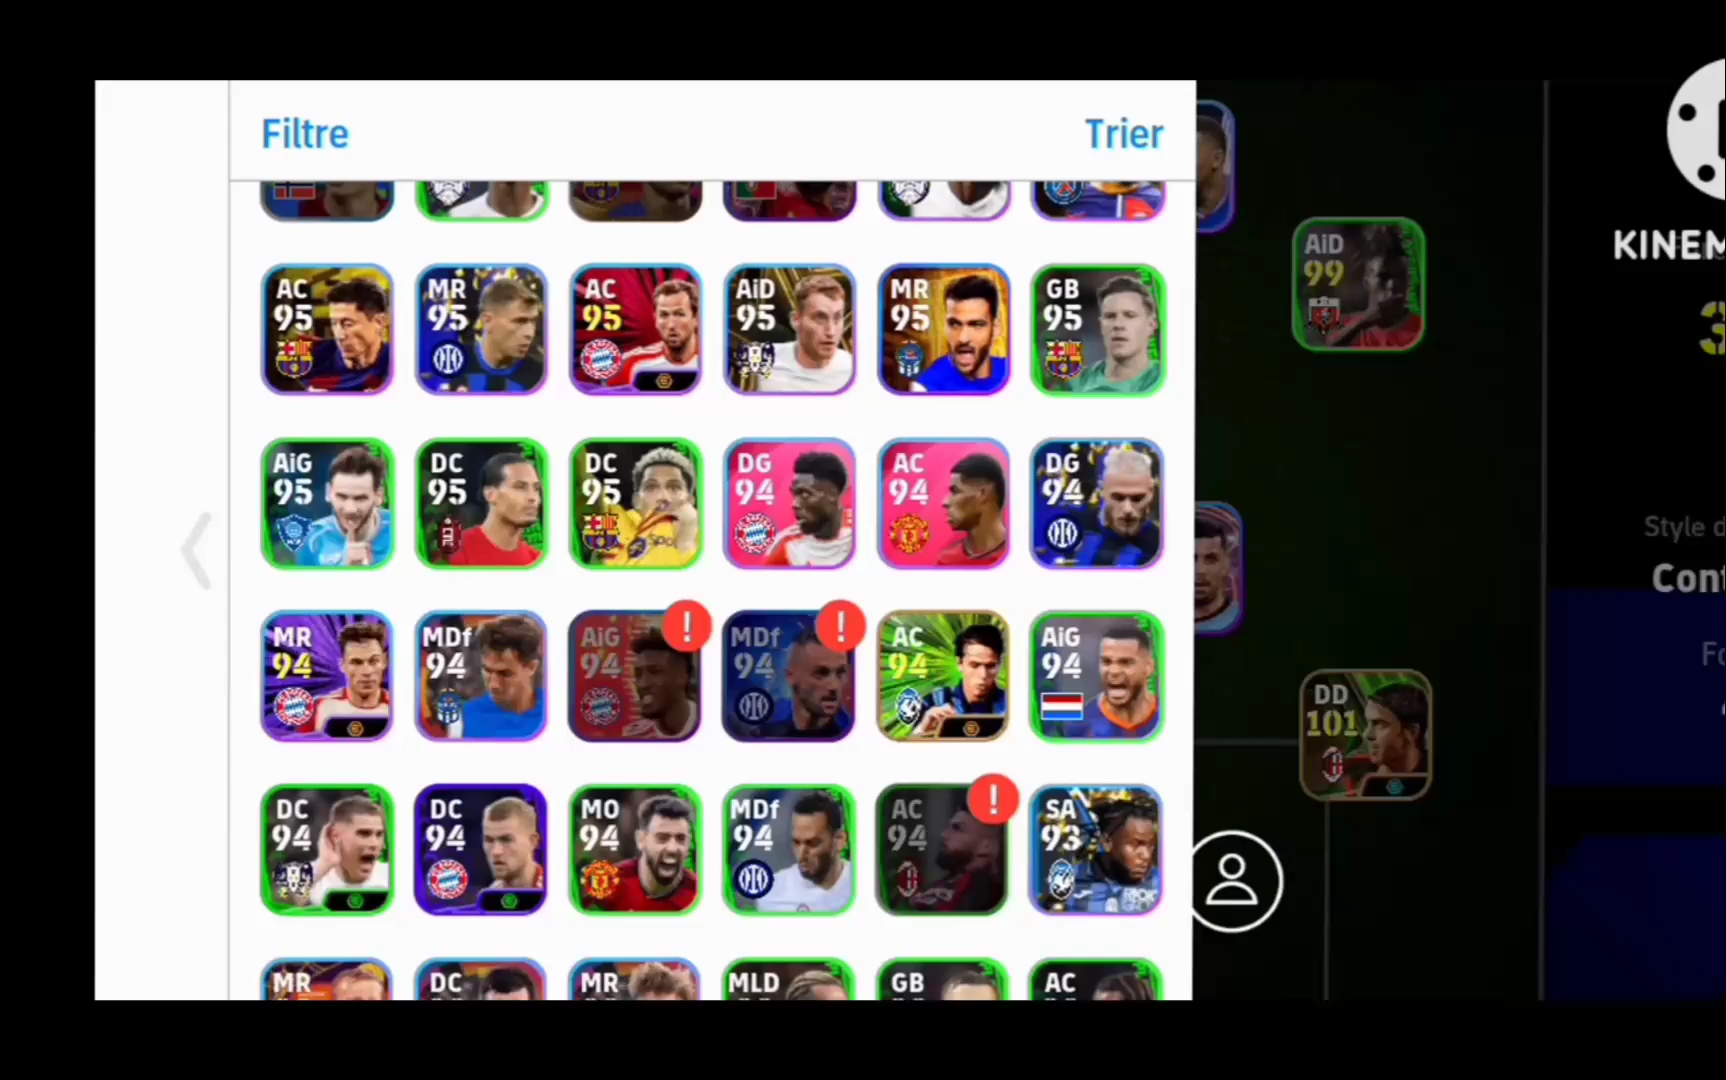 Filtre
Trier
KINEM
AiD
99
AC
95
MR
95
AC
95
AiD
95
MR
95
GB
95
AiG
95
DC
95
DC
95
DG
94
AC
94
DG
94
Style d
Cont
Fo
MR
94
MDf
94
AiG
94
!
MDf
94
!
AC
94
AiG
94
DD
101
DC
94
DC
94
MO
94
MDf
94
AC
94
!
SA
93
MR
DC
MR
MLD
GB
AC